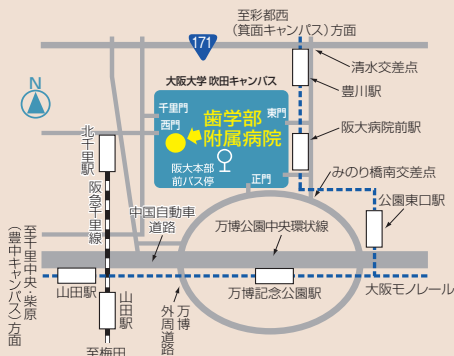 至彩都西
(箕面キャンパス)方面
171
清水交差点
大阪大学 吹田キャンパス
豊川駅
N
千里門
東門
西門
歯学部
附属病院
阪大病院前駅
北千里駅
阪大本部
前バス停
みのり橋南交差点
正門
阪急千里線
公園東口駅
中国自動車
道路
万博公園中央環状線
至千里中央・柴原
(豊中キャンパス)方面
山田駅
万博記念公園駅
大阪モノレール
山田駅
万博
外周道路
至梅田